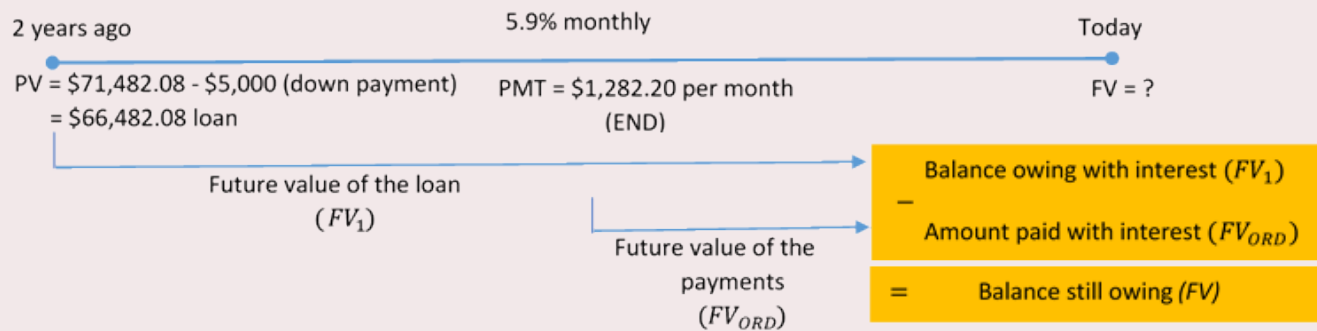 2 years ago
5.9% monthly
Today
PV = $71,482.08 - $5,000 (down payment)
= $66,482.08 loan
PMT = $1,282.20 per month
(END)
FV = ?
Future value of the loan
(FV₁)
Future value of the
payments
(FV_ORD)
Balance owing with interest (FV₁)
−
Amount paid with interest (FV_ORD)
= Balance still owing (FV)